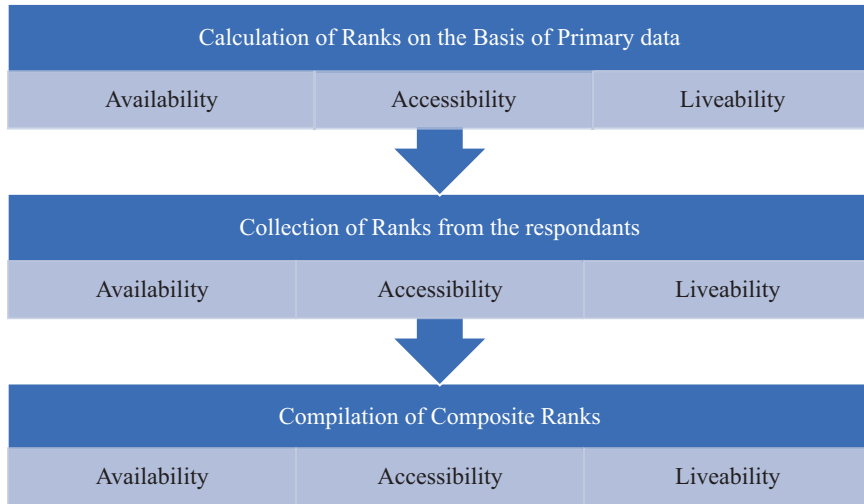 Calculation of Ranks on the Basis of Primary data
Availability Accessibility Liveability
Collection of Ranks from the respondants
Availability Accessibility Liveability
Compilation of Composite Ranks
Availability Accessibility Liveability